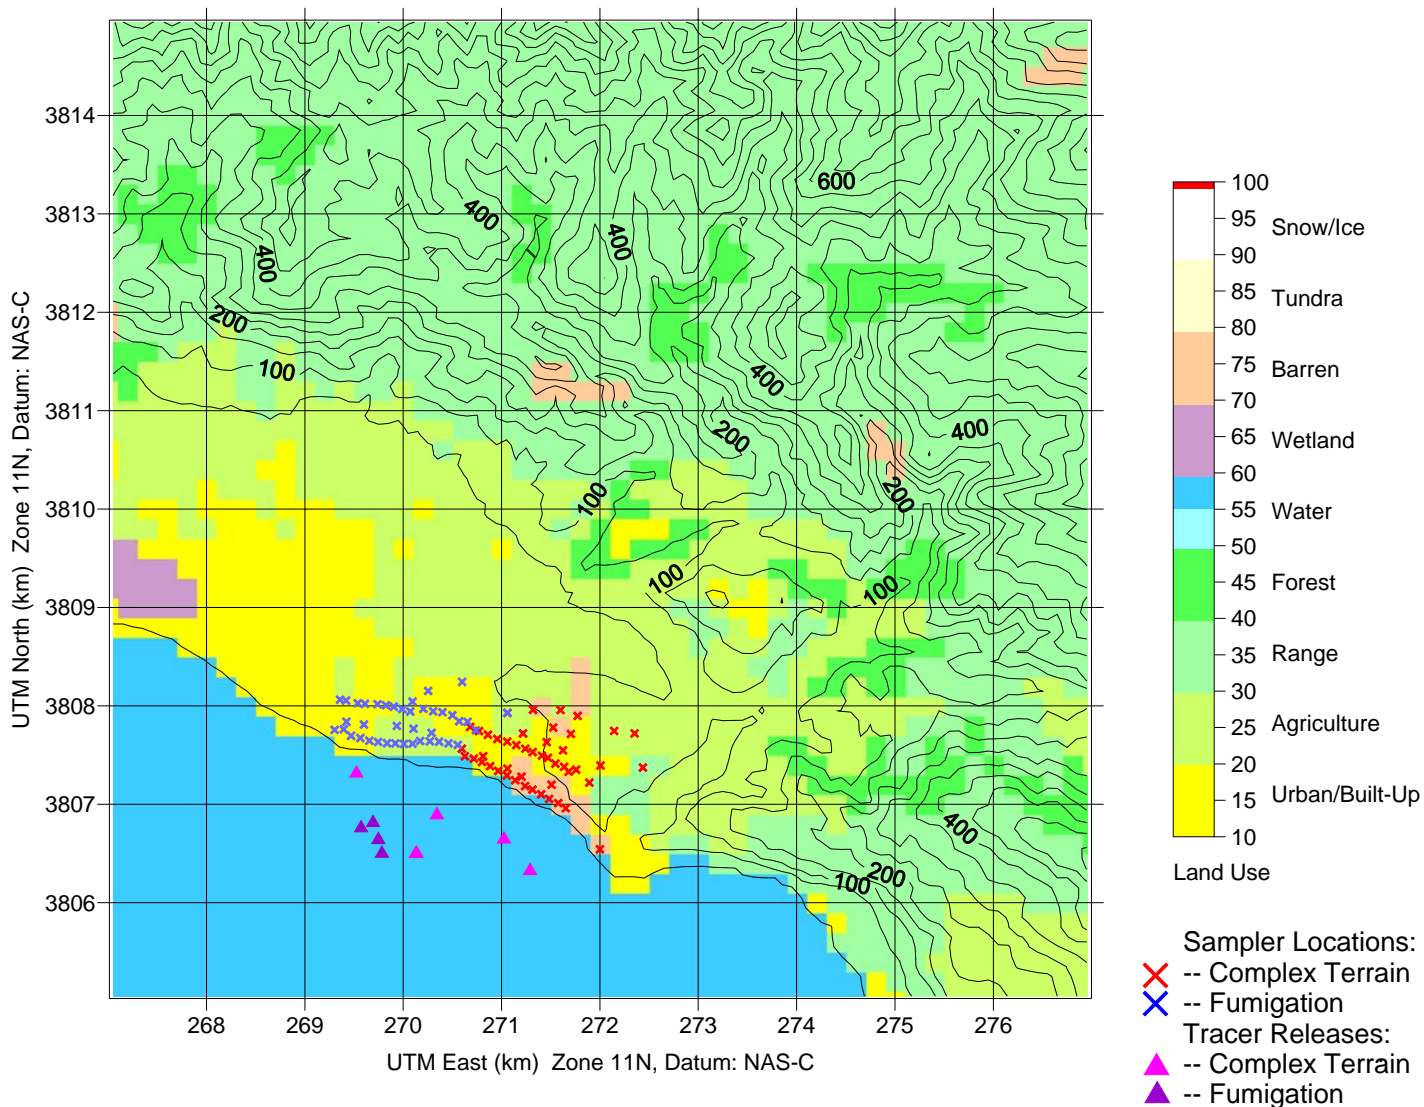 3814
3813
3812
3811
3810
3809
3808
3807
3806
UTM North (km) Zone 11N, Datum: NAS-C
600
400
400
400
200
100
400
200
400
200
100
100
100
400
200
100
268
269
270
271
272
273
274
275
276
UTM East (km) Zone 11N, Datum: NAS-C
100
95
90
85
80
75
70
65
60
55
50
45
40
35
30
25
20
15
10
Snow/Ice
Tundra
Barren
Wetland
Water
Forest
Range
Agriculture
Urban/Built-Up
Land Use
Sampler Locations:
-- Complex Terrain
-- Fumigation
Tracer Releases:
-- Complex Terrain
-- Fumigation